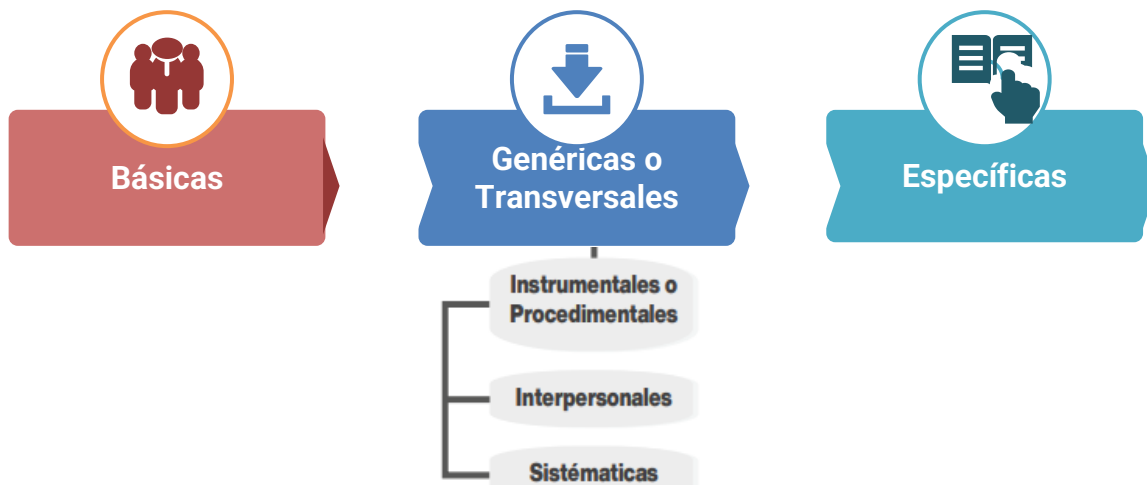 Básicas
Genéricas o
Transversales
Específicas
Instrumentales o
Procedimentales
Interpersonales
Sistématicas